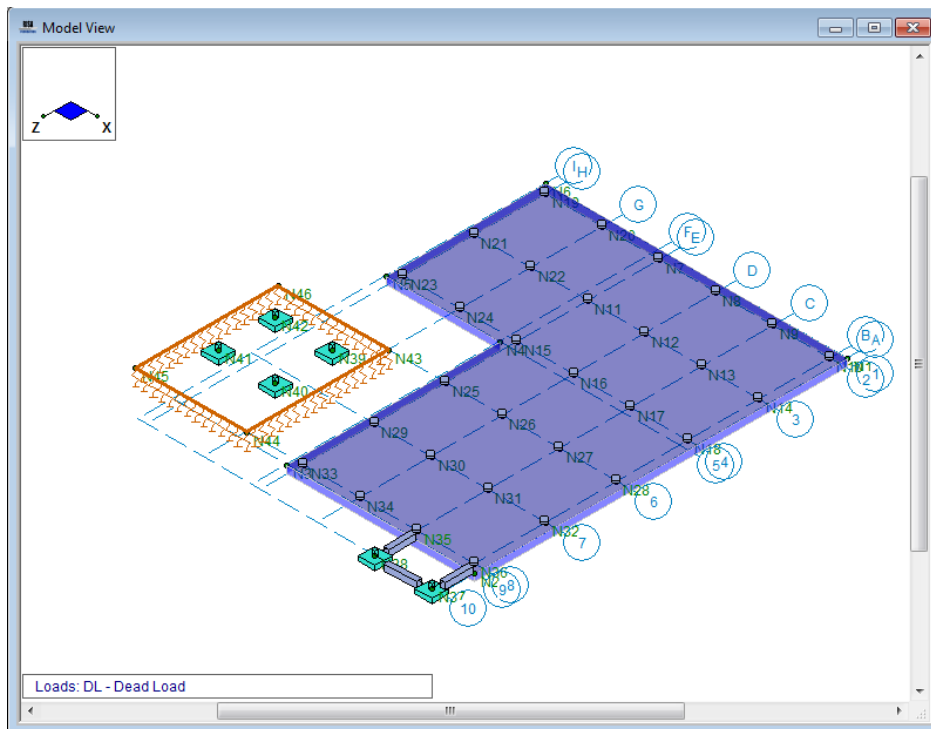 Model View
Z X
I
H
N6
N19
G
N20
F
E
N21
N7
N22
D
N5
N23
N8
N46
N11
C
N24
N9
N42
N12
B
A
N41
N39
N43
N4
N15
N1
N45
N16
N13
1
2
N40
N25
N14
3
N17
N26
N29
N18
4
5
N44
N27
N30
N3
N33
N28
6
N31
N34
N32
7
N35
N36
N2
8
9
N37
10
Loads: DL - Dead Load